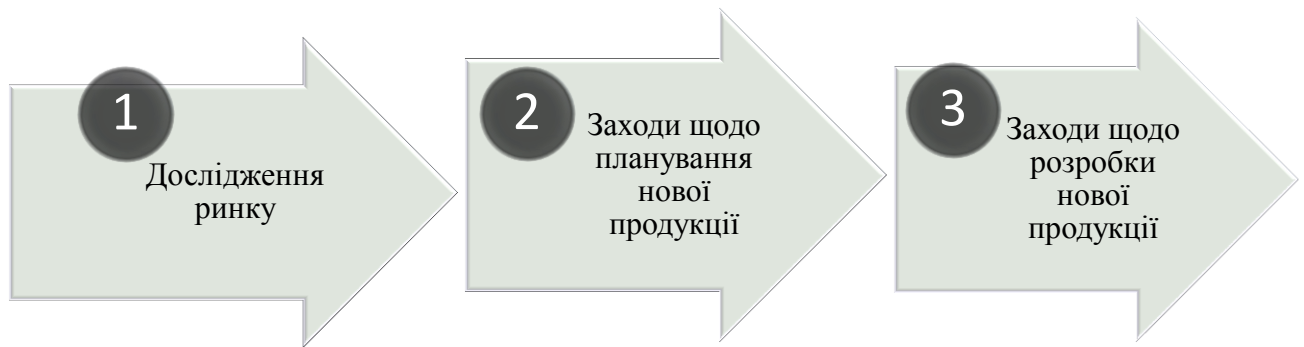 1
Дослідження
ринку
2
Заходи щодо
планування
нової
продукції
3
Заходи щодо
розробки
нової
продукції